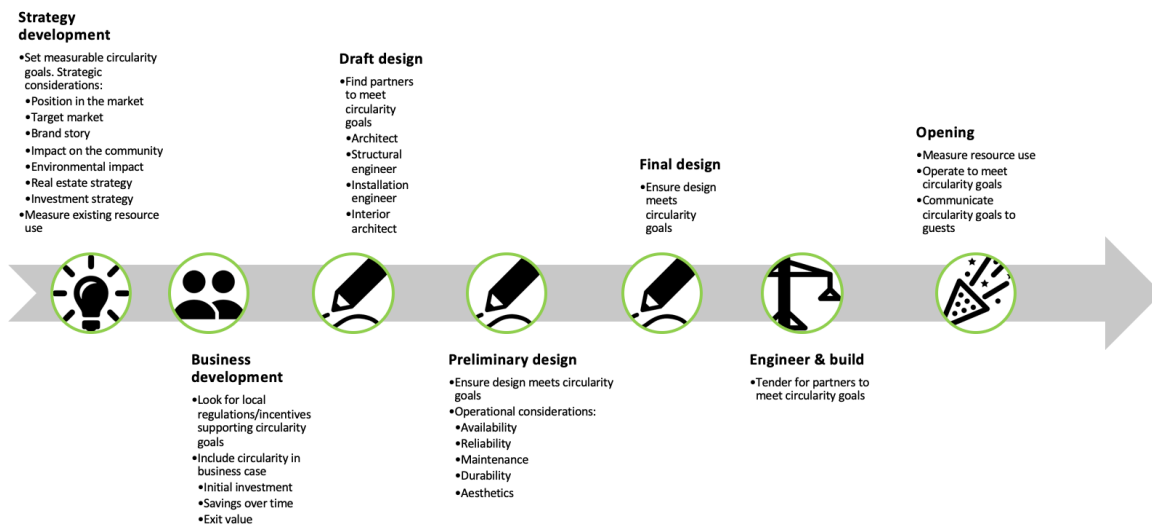 Strategy
development
•Set measurable circularity
goals. Strategic
considerations:
•Position in the market
•Target market
•Brand story
•Impact on the community
•Environmental impact
•Real estate strategy
•Investment strategy
•Measure existing resource
use
Business
development
•Look for local
regulations/incentives
supporting circularity
goals
•Include circularity in
business case
•Initial investment
•Savings over time
•Exit value
Draft design
•Find partners
to meet
circularity
goals
•Architect
•Structural
engineer
•Installation
engineer
•Interior
architect
Preliminary design
•Ensure design meets circularity
goals
•Operational considerations:
•Availability
•Reliability
•Maintenance
•Durability
•Aesthetics
Final design
•Ensure design
meets
circularity
goals
Engineer & build
•Tender for partners to
meet circularity goals
Opening
•Measure resource use
•Operate to meet
circularity goals
•Communicate
circularity goals to
guests